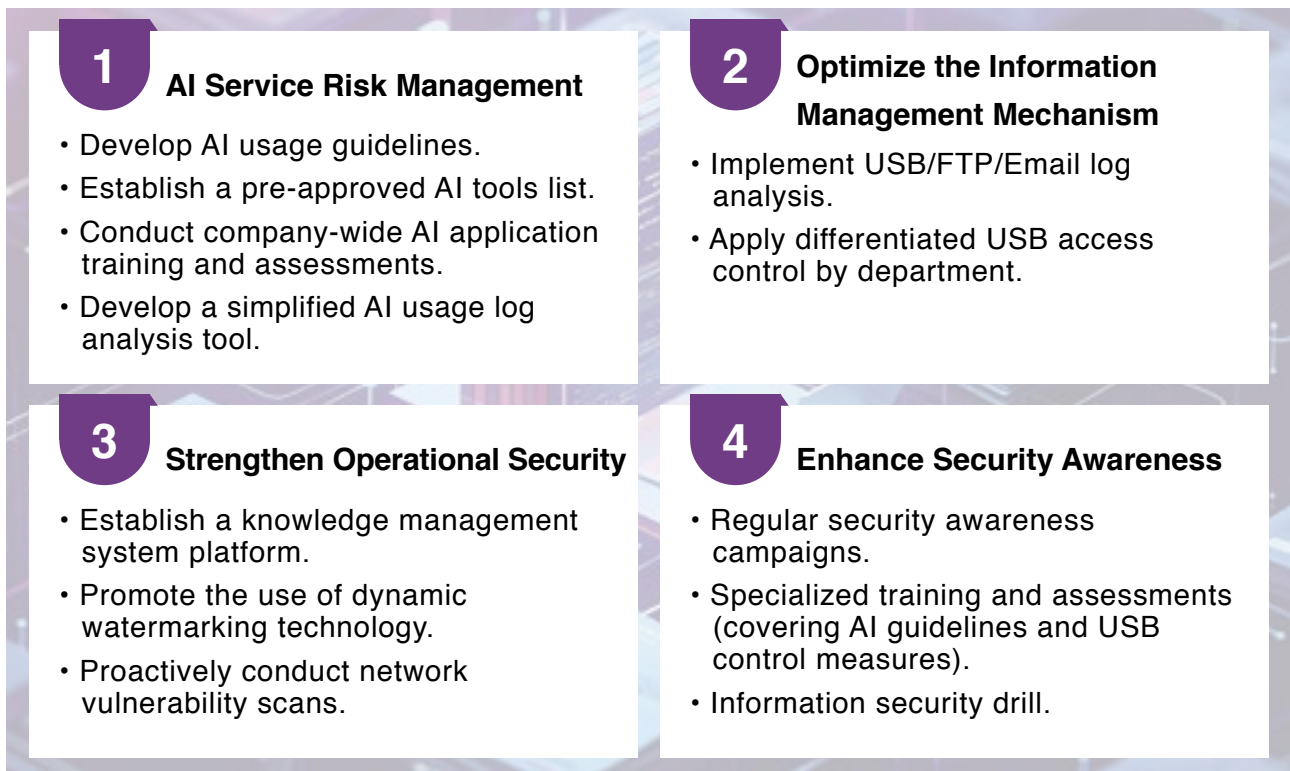 1
AI Service Risk Management
• Develop AI usage guidelines.
• Establish a pre-approved AI tools list.
• Conduct company-wide AI application
training and assessments.
• Develop a simplified AI usage log
analysis tool.
2
Optimize the Information
Management Mechanism
• Implement USB/FTP/Email log
analysis.
• Apply differentiated USB access
control by department.
3
Strengthen Operational Security
• Establish a knowledge management
system platform.
• Promote the use of dynamic
watermarking technology.
• Proactively conduct network
vulnerability scans.
4
Enhance Security Awareness
• Regular security awareness
campaigns.
• Specialized training and assessments
(covering AI guidelines and USB
control measures).
• Information security drill.